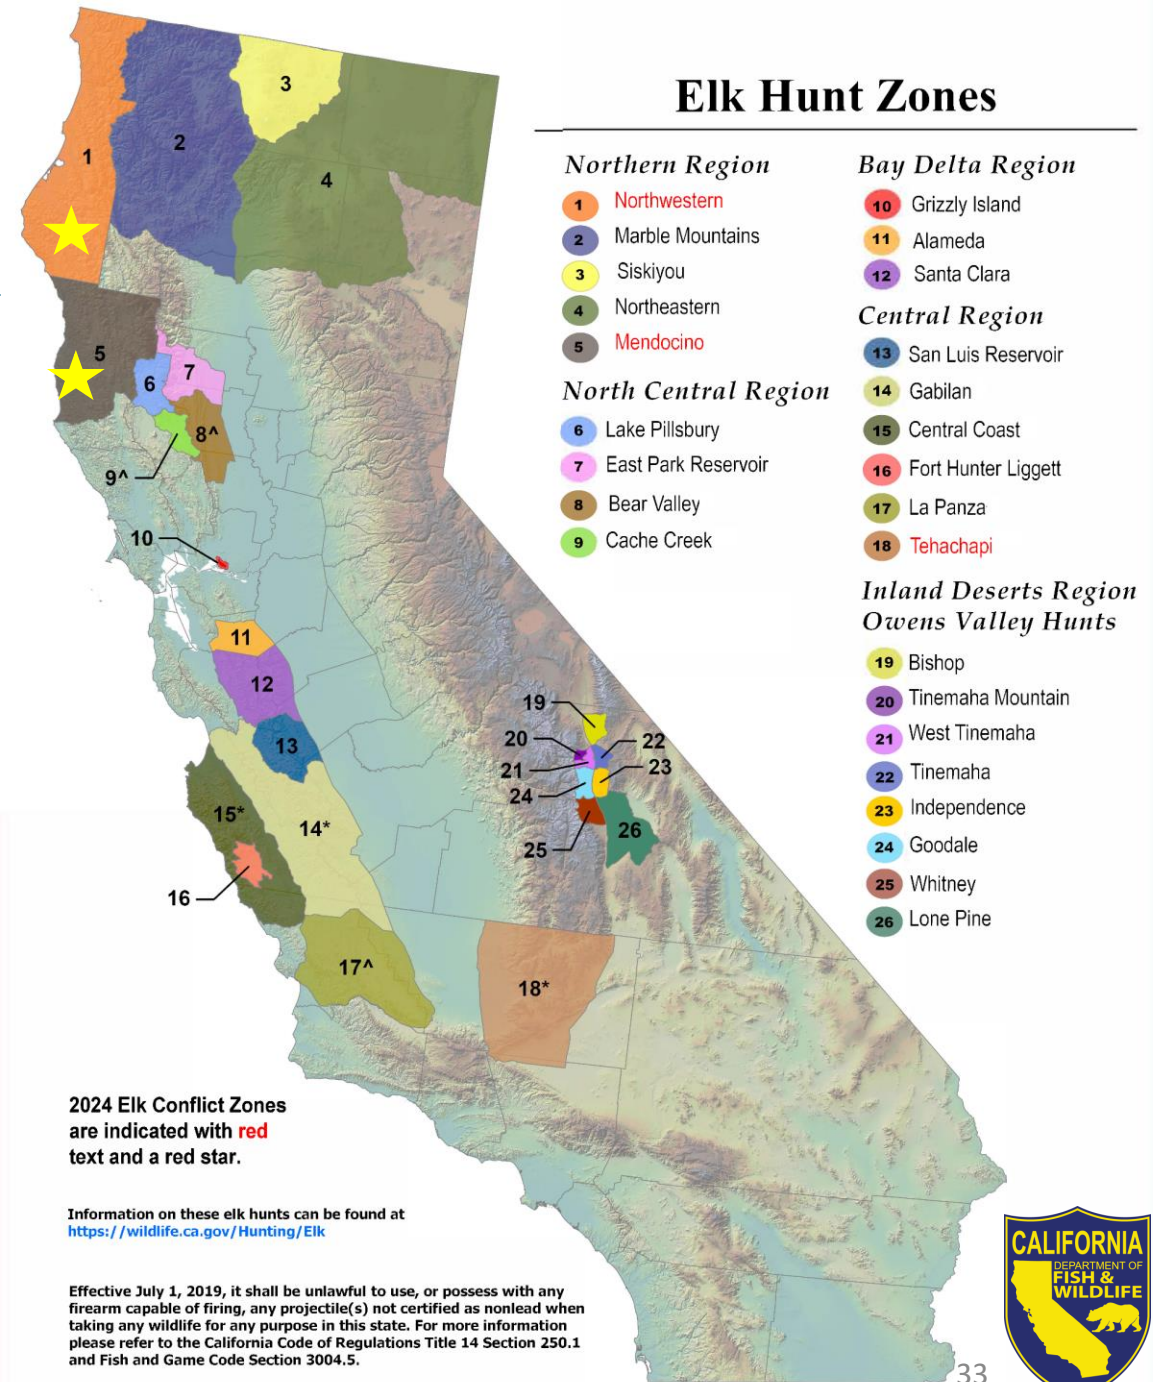 Elk Hunt Zones
Northern Region
1 Northwestern
2 Marble Mountains
3 Siskiyou
4 Northeastern
5 Mendocino
North Central Region
6 Lake Pillsbury
7 East Park Reservoir
8 Bear Valley
9 Cache Creek
Bay Delta Region
10 Grizzly Island
11 Alameda
12 Santa Clara
Central Region
13 San Luis Reservoir
14 Gabilan
15 Central Coast
16 Fort Hunter Liggett
17 La Panza
18 Tehachapi
Inland Deserts Region
Owens Valley Hunts
19 Bishop
20 Tinemaha Mountain
21 West Tinemaha
22 Tinemaha
23 Independence
24 Goodale
25 Whitney
26 Lone Pine
1
2
3
4
5
6
7
8^
9^
10
11
12
13
14*
15*
16
17^
18*
19
20
21
22
23
24
25
26
2024 Elk Conflict Zones
are indicated with red
text and a red star.
Information on these elk hunts can be found at
https://wildlife.ca.gov/Hunting/Elk
Effective July 1, 2019, it shall be unlawful to use, or possess with any
firearm capable of firing, any projectile(s) not certified as nonlead when
taking any wildlife for any purpose in this state. For more information
please refer to the California Code of Regulations Title 14 Section 250.1
and Fish and Game Code Section 3004.5.
CALIFORNIA
DEPARTMENT OF
FISH &
WILDLIFE
33